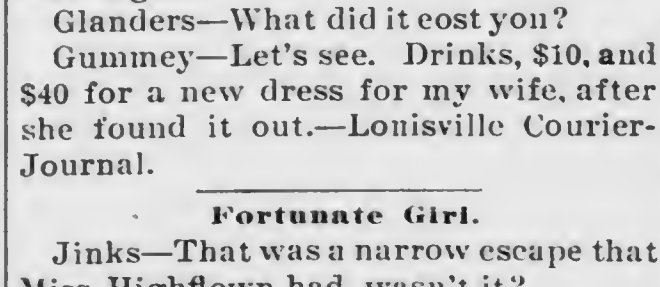 Glanders—What did it cost you?
Gummey—Let's see. Drinks, $10, and
$40 for a new dress for my wife, after
she found it out.—Louisville Courier-
Journal.
Fortunate Girl.
Jinks—That was a narrow escape that
Miss Highflown had, wasn't it?